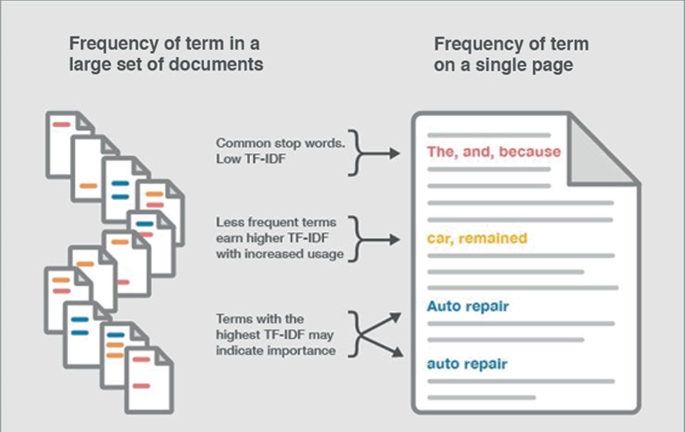 Frequency of term in a
large set of documents
Frequency of term
on a single page
Common stop words.
Low TF-IDF
The, and, because
Less frequent terms
earn higher TF-IDF
with increased usage
car, remained
Terms with the
highest TF-IDF may
indicate importance
Auto repair
auto repair